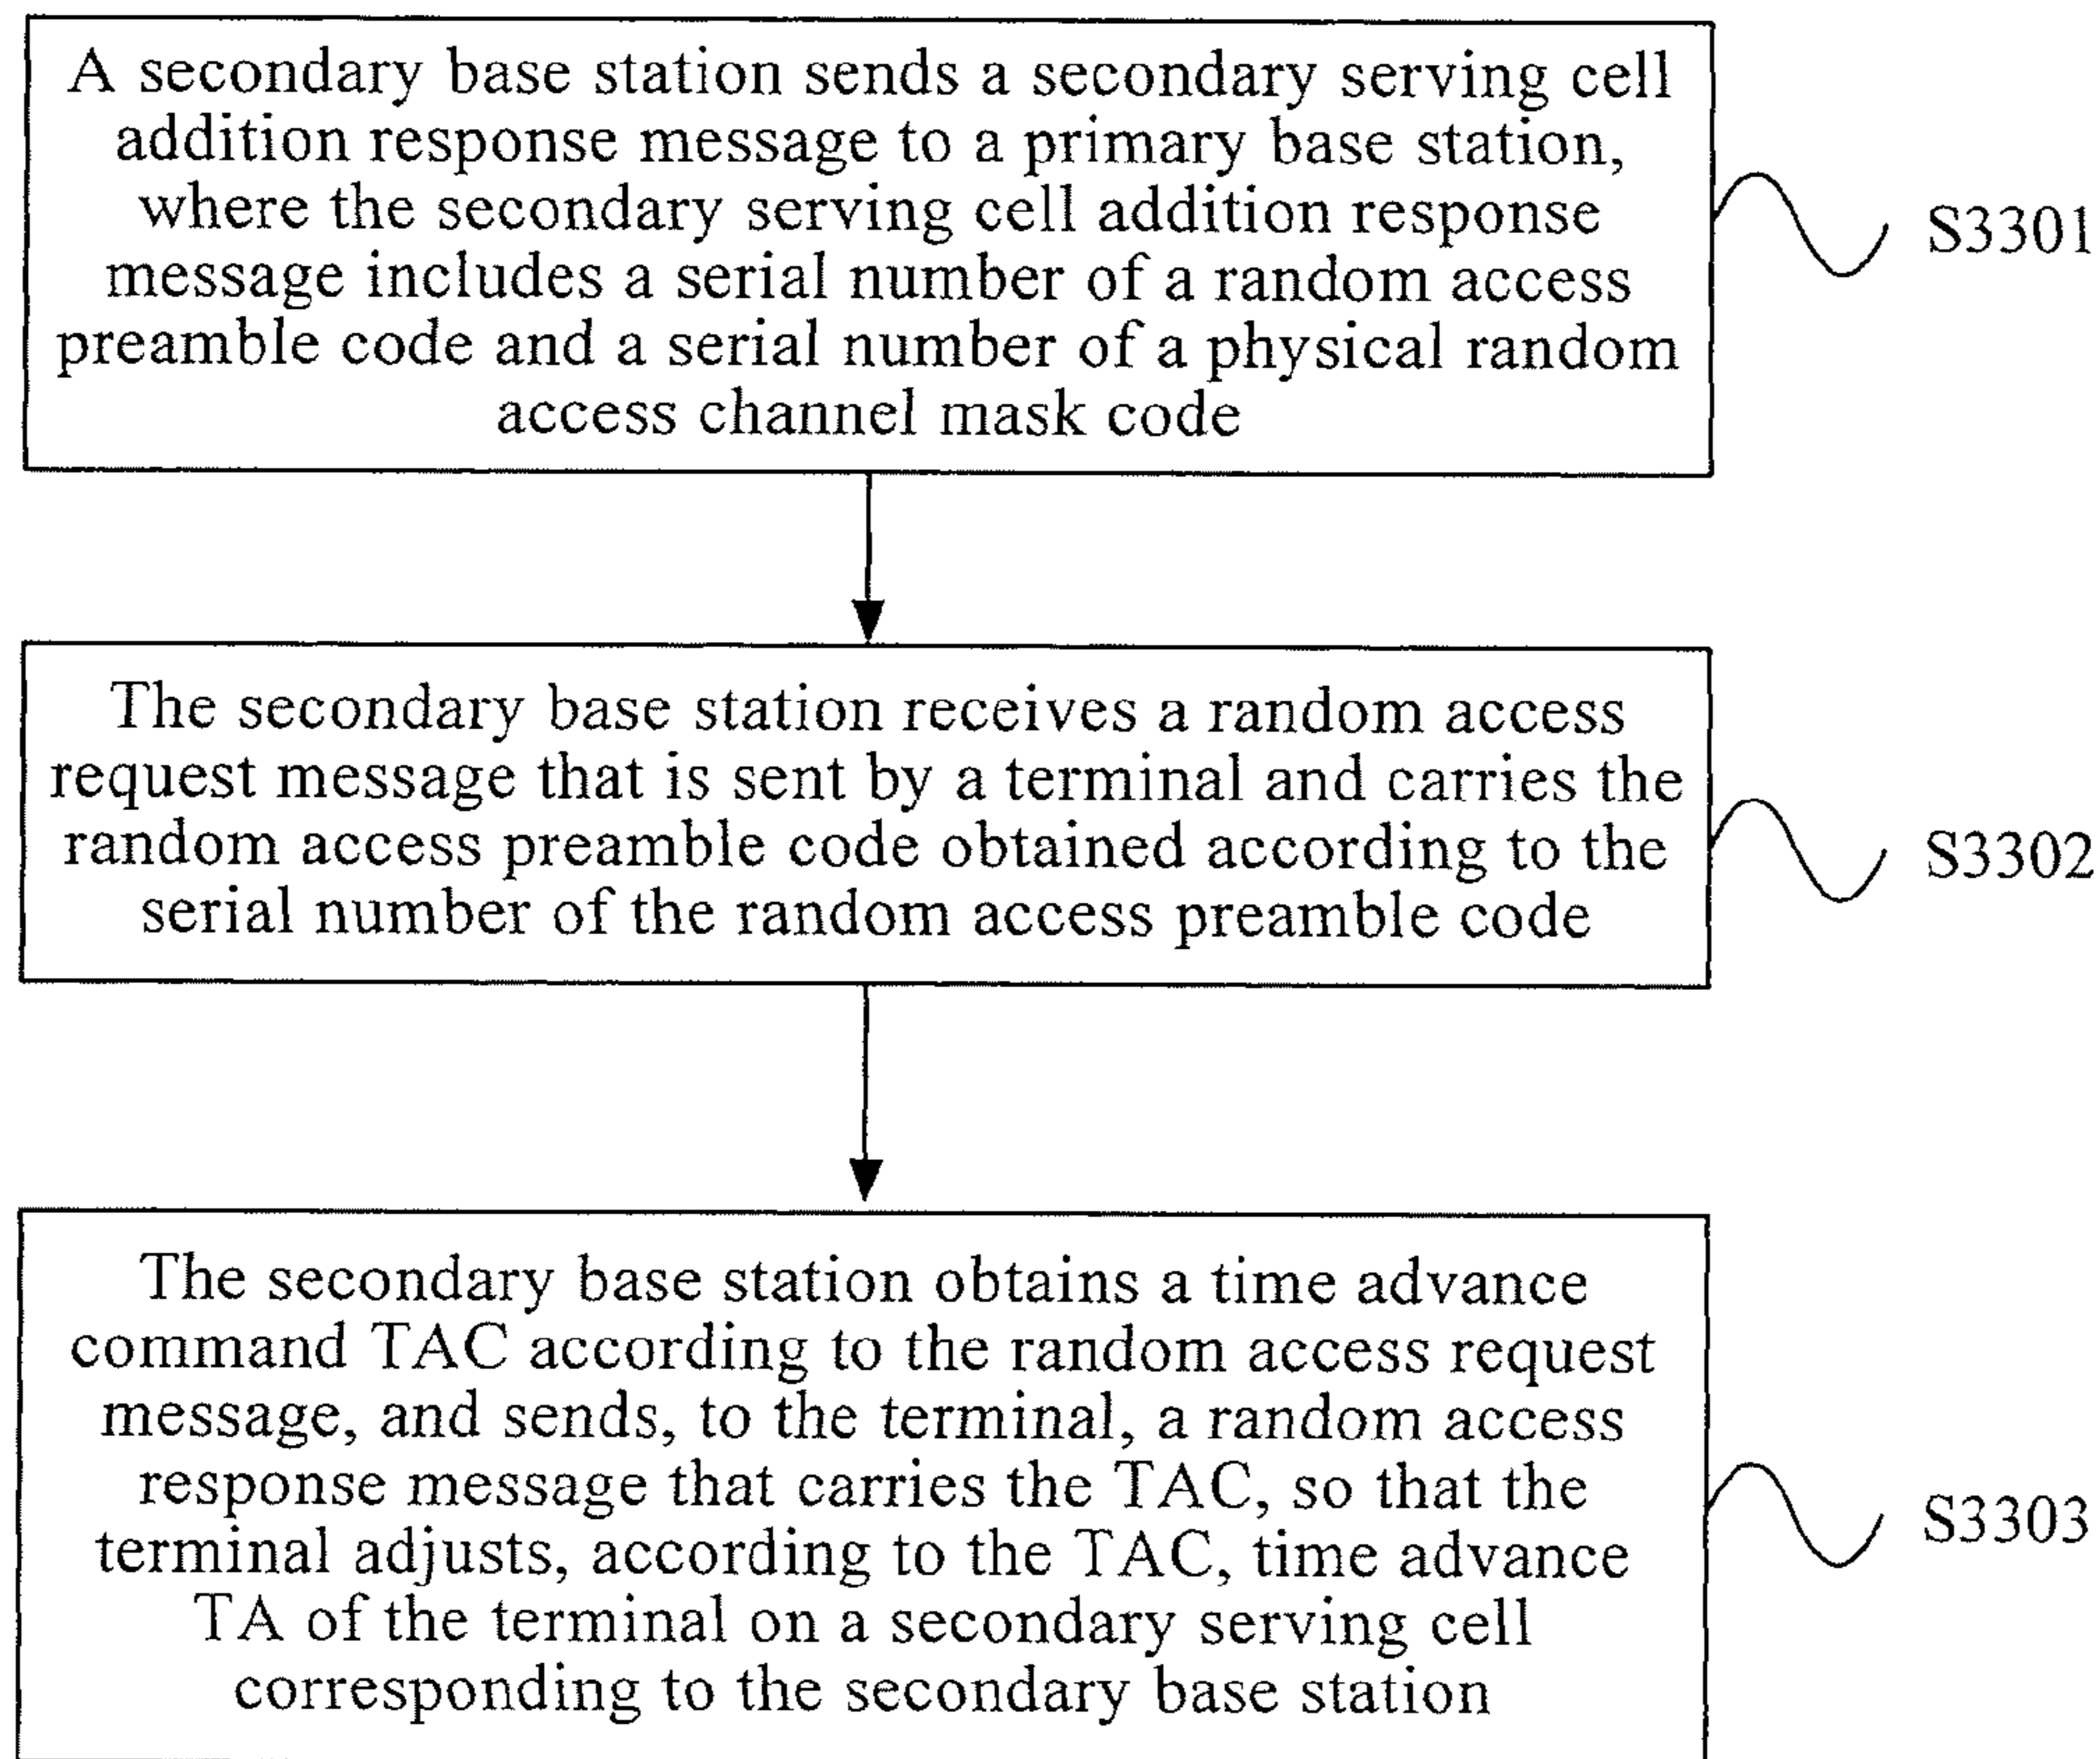 A secondary base station sends a secondary serving cell
addition response message to a primary base station,
where the secondary serving cell addition response
message includes a serial number of a random access
preamble code and a serial number of a physical random
access channel mask code
S3301
The secondary base station receives a random access
request message that is sent by a terminal and carries the
random access preamble code obtained according to the
serial number of the random access preamble code
S3302
The secondary base station obtains a time advance
command TAC according to the random access request
message, and sends, to the terminal, a random access
response message that carries the TAC, so that the
terminal adjusts, according to the TAC, time advance
TA of the terminal on a secondary serving cell
corresponding to the secondary base station
S3303